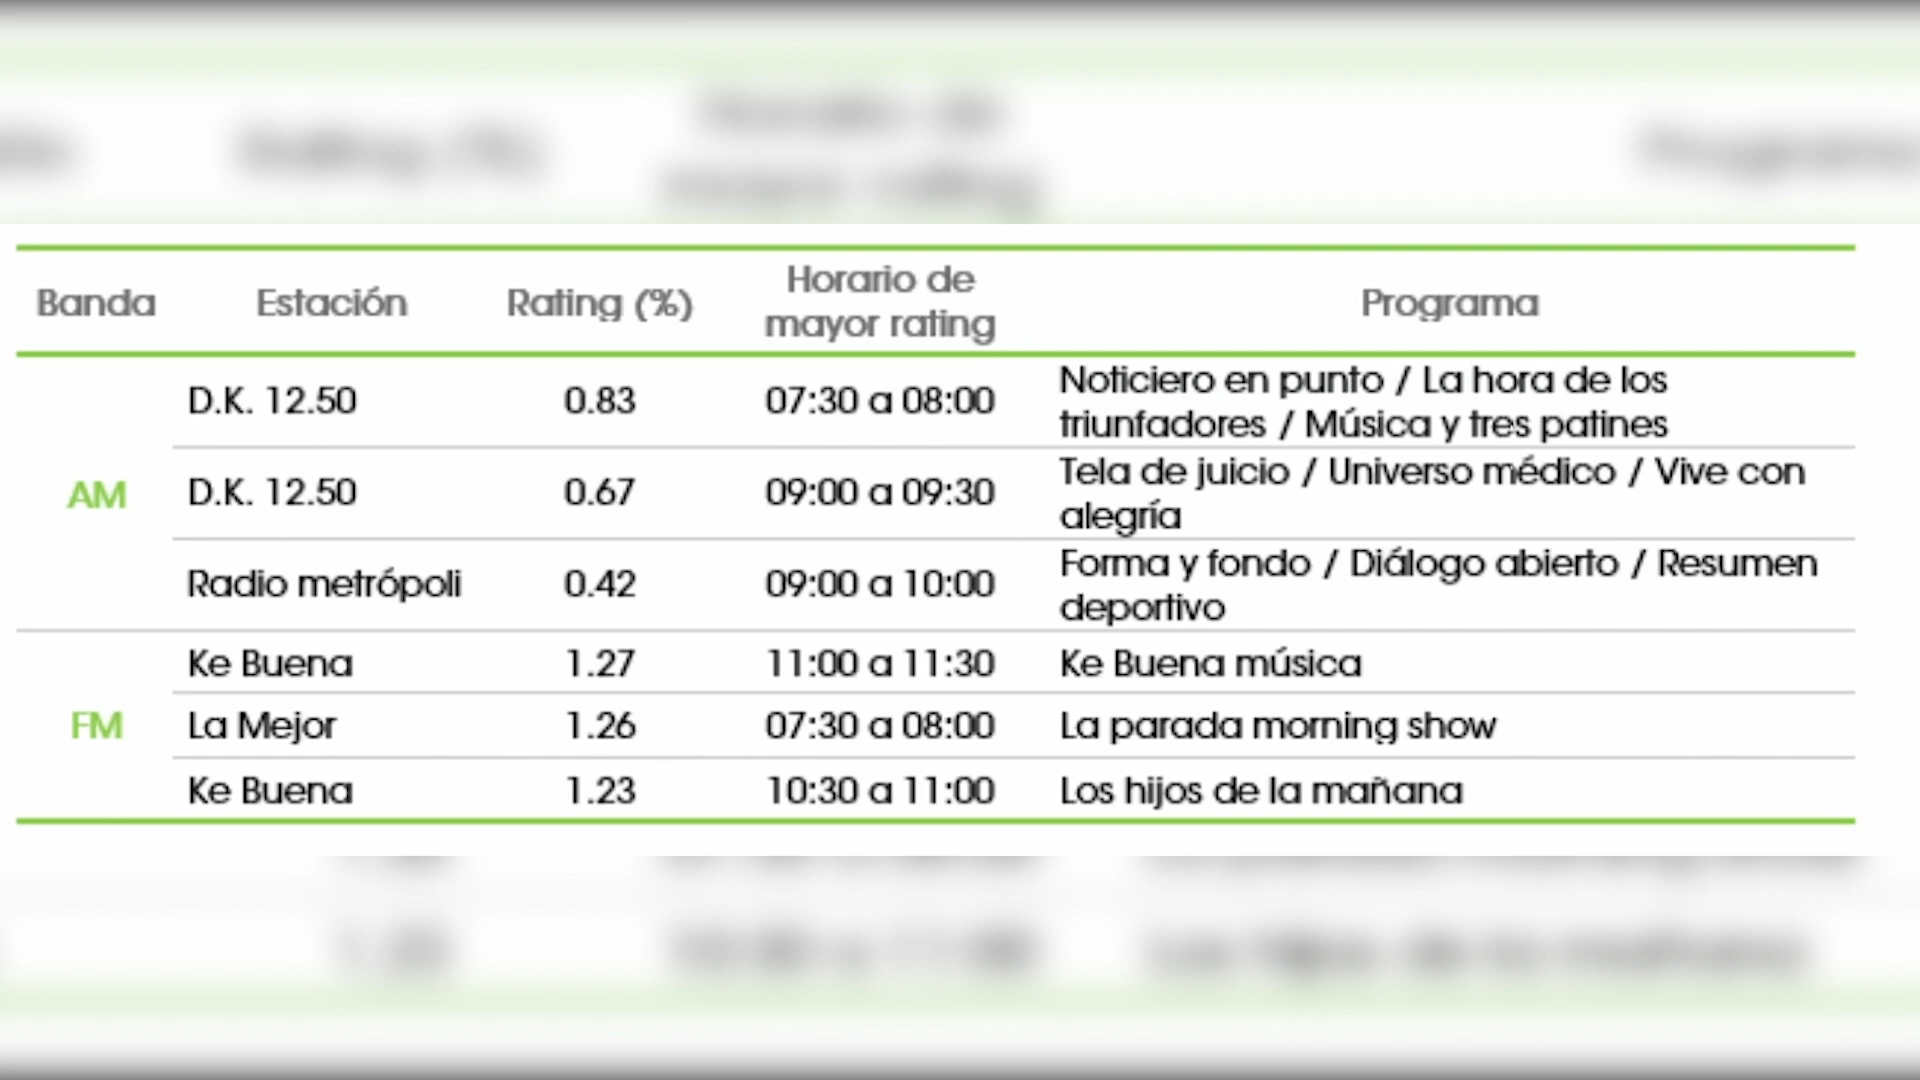 Banda Estación Rating (%) Horario de
mayor rating Programa
AM
D.K. 12.50 0.83 07:30 a 08:00 Noticiero en punto / La hora de los
triunfadores / Música y tres patines
D.K. 12.50 0.67 09:00 a 09:30 Tela de juicio / Universo médico / Vive con
alegría
Radio metrópoli 0.42 09:00 a 10:00 Forma y fondo / Diálogo abierto / Resumen
deportivo
FM
Ke Buena 1.27 11:00 a 11:30 Ke Buena música
La Mejor 1.26 07:30 a 08:00 La parada morning show
Ke Buena 1.23 10:30 a 11:00 Los hijos de la mañana